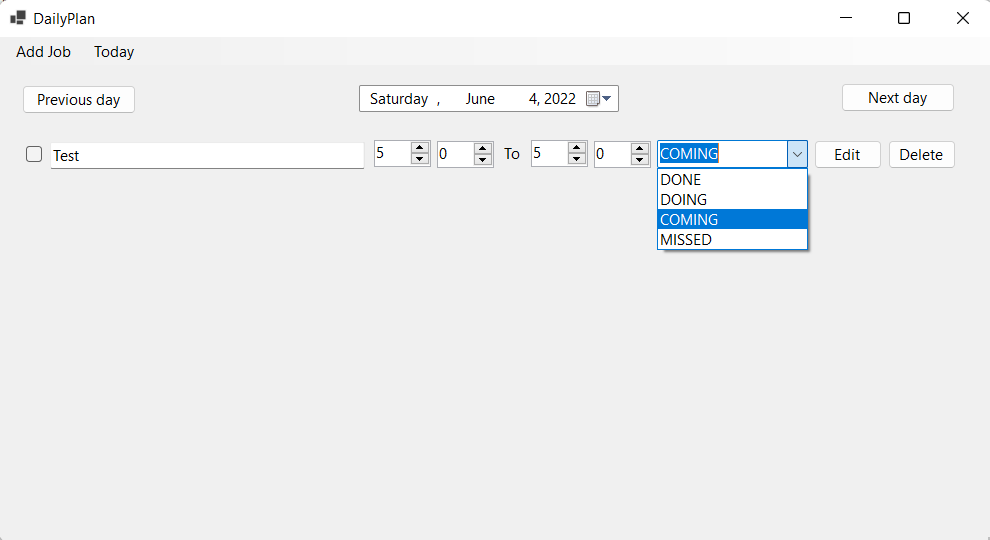 DailyPlan
Add Job Today
Previous day Saturday , June 4, 2022 Next day
Test 5 0 To 5 0 COMING Edit Delete
DONE
DOING
COMING
MISSED